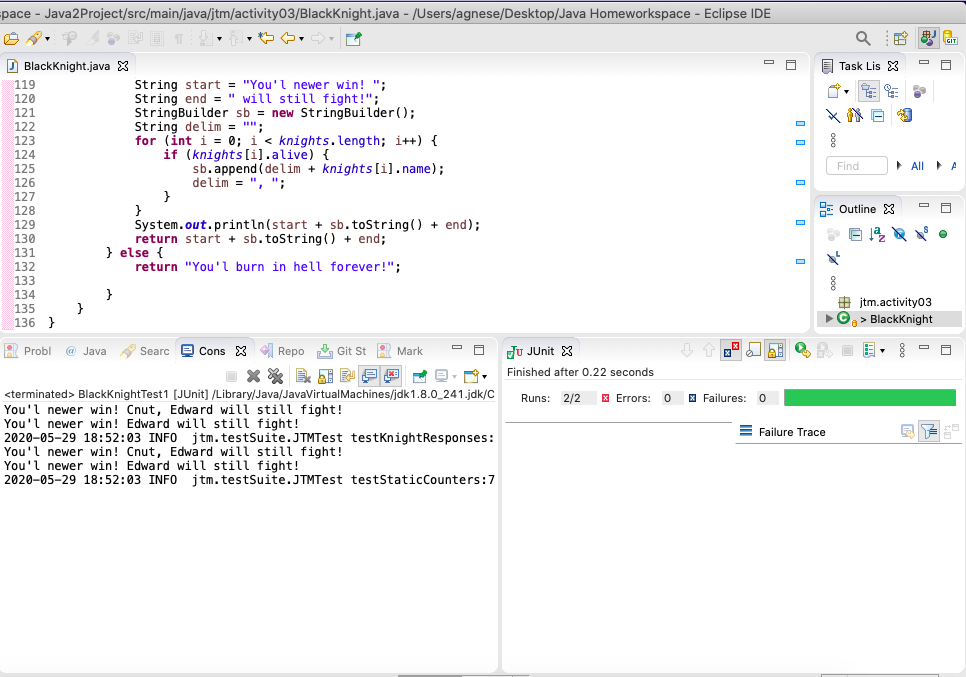 space - Java2Project/src/main/java/jtm/activity03/BlackKnight.java - /Users/agnese/Desktop/Java Homeworkspace - Eclipse IDE
GIT
BlackKnight.java
119 String start = "You'l newer win! ";
120 String end = " will still fight!";
121 StringBuilder sb = new StringBuilder();
122 String delim = "";
123 for (int i = 0; i < knights.length; i++) {
124 if (knights[i].alive) {
125 sb.append(delim + knights[i].name);
126 delim = ", ";
127 }
128 }
129 System.out.println(start + sb.toString() + end);
130 return start + sb.toString() + end;
131 } else {
132 return "You'l burn in hell forever!";
133
134 }
135 }
136 }
Task Lis
Find
All
A
Outline
jtm.activity03
> BlackKnight
Probl
@ Java
Searc
Cons
Repo
Git St
Mark
<terminated> BlackKnightTest1 [JUnit] /Library/Java/JavaVirtualMachines/jdk1.8.0_241.jdk/C
You'l newer win! Cnut, Edward will still fight!
You'l newer win! Edward will still fight!
2020-05-29 18:52:03 INFO  jtm.testSuite.JTMTest testKnightResponses:
You'l newer win! Cnut, Edward will still fight!
You'l newer win! Edward will still fight!
2020-05-29 18:52:03 INFO  jtm.testSuite.JTMTest testStaticCounters:7
JUnit
Finished after 0.22 seconds
Runs: 2/2 Errors: 0 Failures: 0
Failure Trace